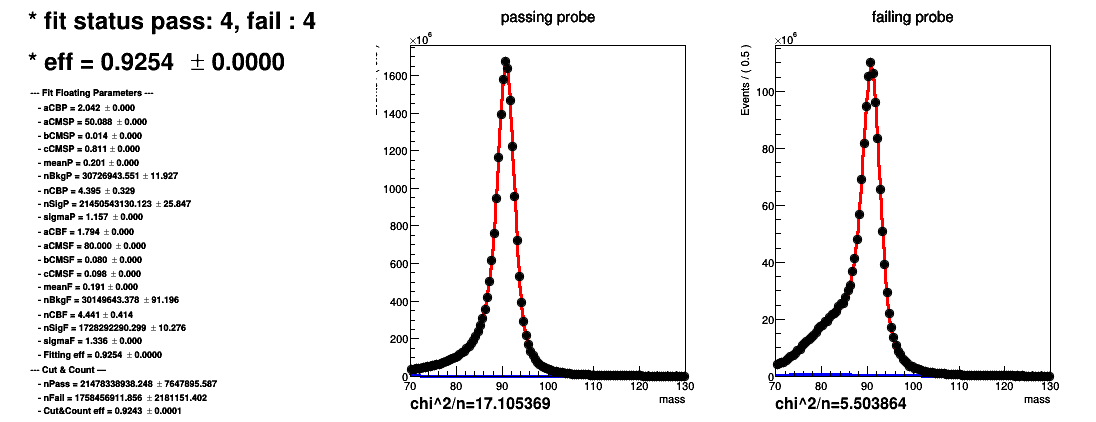 * fit status pass: 4, fail : 4
* eff = 0.9254 ± 0.0000
--- Fit Floating Parameters ---
- aCBP = 2.042 ± 0.000
- aCMSP = 50.088 ± 0.000
- bCMSP = 0.014 ± 0.000
- cCMSP = 0.811 ± 0.000
- meanP = 0.201 ± 0.000
- nBkgP = 30726943.551 ± 11.927
- nCBP = 4.395 ± 0.329
- nSigP = 21450543130.123 ± 25.847
- sigmaP = 1.157 ± 0.000
- aCBF = 1.794 ± 0.000
- aCMSF = 80.000 ± 0.000
- bCMSF = 0.080 ± 0.000
- cCMSF = 0.098 ± 0.000
- meanF = 0.191 ± 0.000
- nBkgF = 30149643.378 ± 91.196
- nCBF = 4.441 ± 0.414
- nSigF = 1728292290.299 ± 10.276
- sigmaF = 1.336 ± 0.000
- Fitting eff = 0.9254 ± 0.0000
--- Cut & Count ---
- nPass = 21478338938.248 ± 7647895.587
- nFail = 1758456911.856 ± 2181151.402
- Cut&Count eff = 0.9243 ± 0.0001
passing probe
×10^6
1600
1400
1200
1000
800
600
400
200
0
70 80 90 100 110 120 130
mass
chi^2/n=17.105369
failing probe
×10^6
Events / ( 0.5 )
100
80
60
40
20
0
70 80 90 100 110 120 130
mass
chi^2/n=5.503864